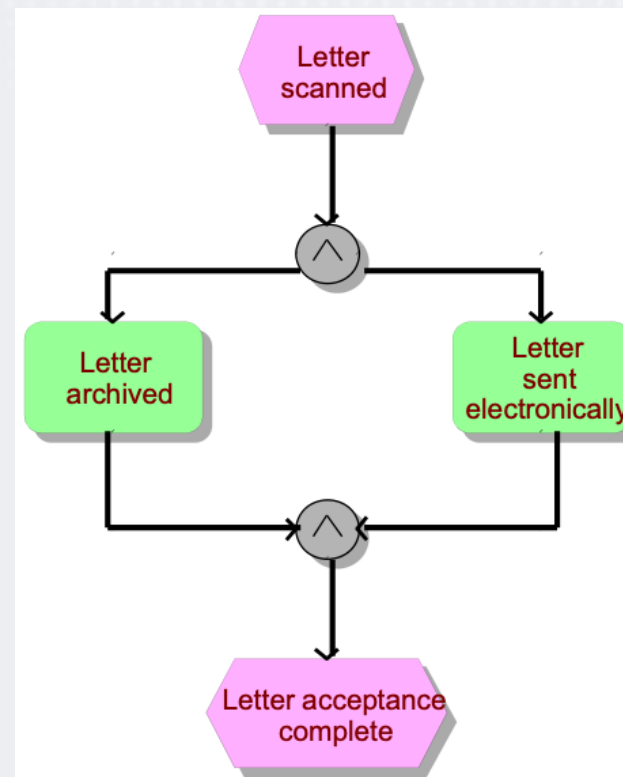 Letter
scanned
Letter
archived
Letter
sent
electronically
Letter acceptance
complete